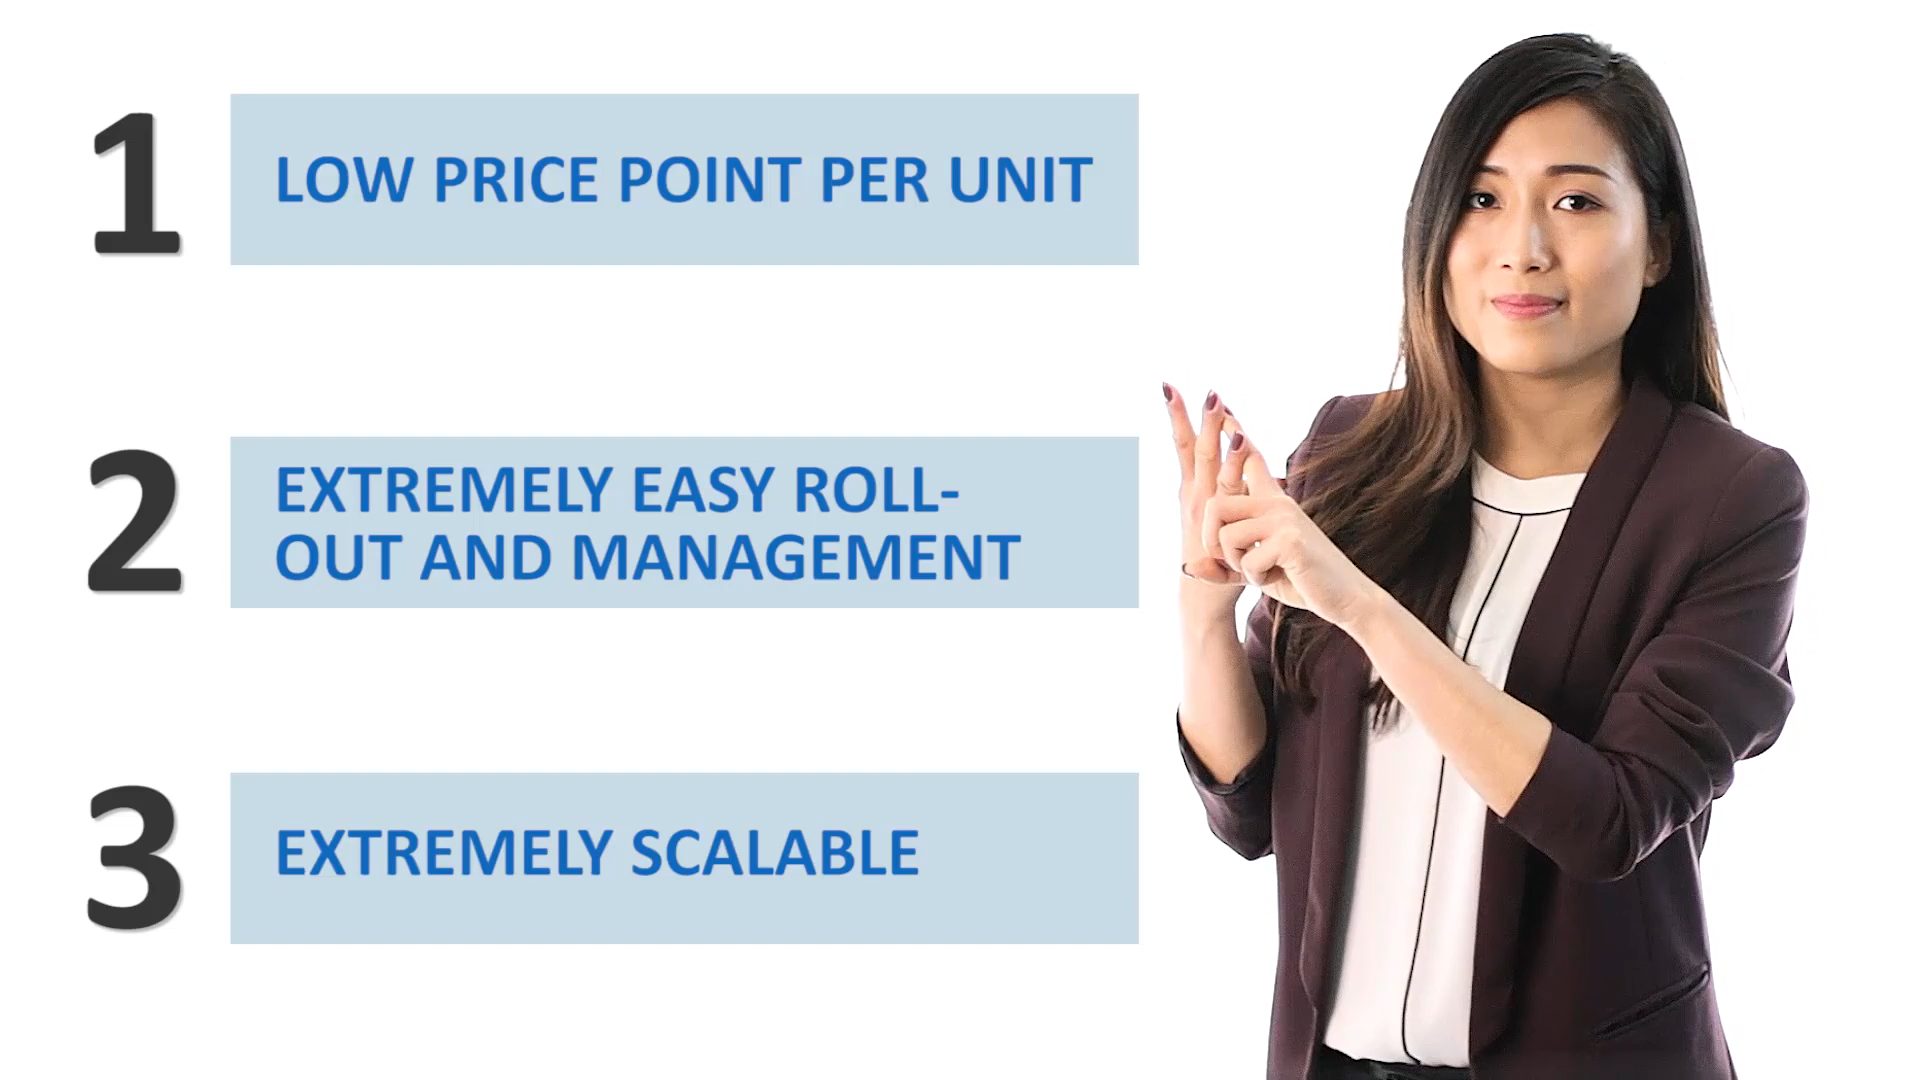 1
LOW PRICE POINT PER UNIT
2
EXTREMELY EASY ROLL-
OUT AND MANAGEMENT
3
EXTREMELY SCALABLE